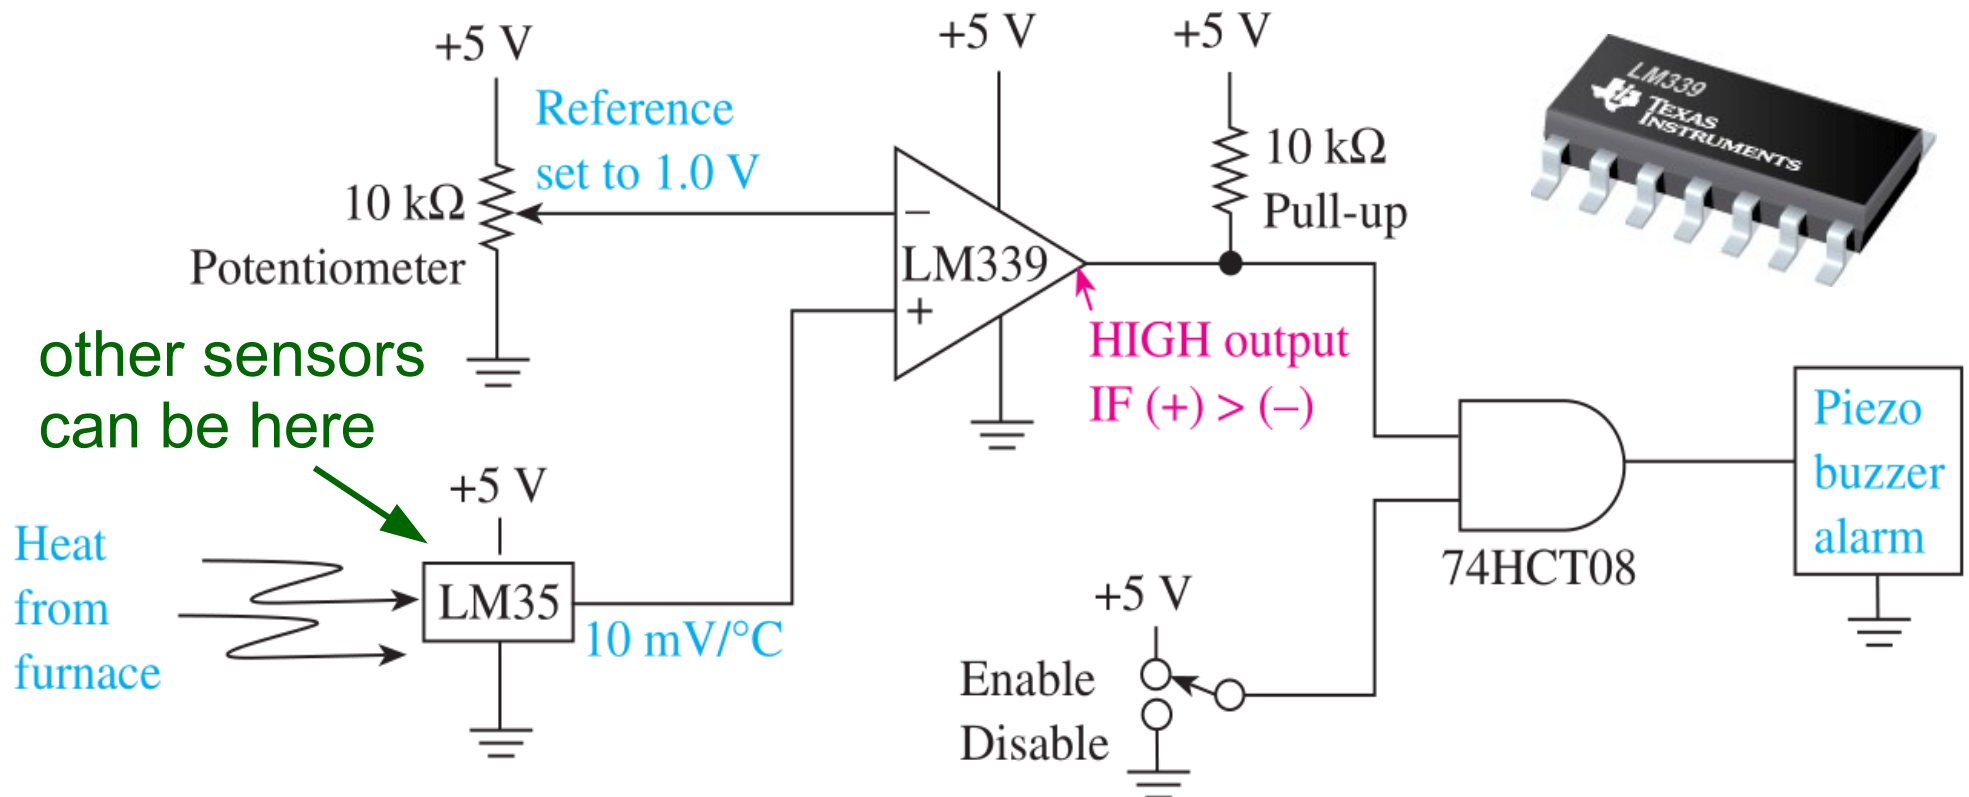 +5 V
Reference
set to 1.0 V
10 kΩ
Potentiometer
+5 V
+5 V
10 kΩ
Pull-up
−
LM339
+
HIGH output
IF (+) > (–)
LM339
TEXAS
INSTRUMENTS
other sensors
can be here
+5 V
Heat
from
furnace
LM35
10 mV/°C
+5 V
Enable
Disable
74HCT08
Piezo
buzzer
alarm